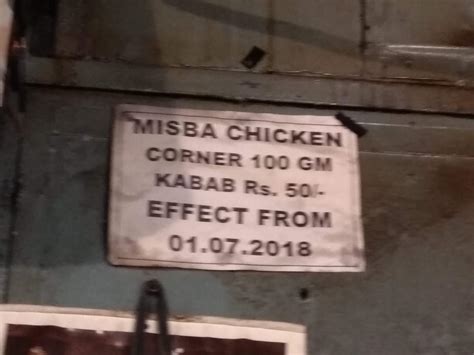 MISBA CHICKEN
CORNER 100 GM
KABAB Rs. 50/-
EFFECT FROM
01.07.2018